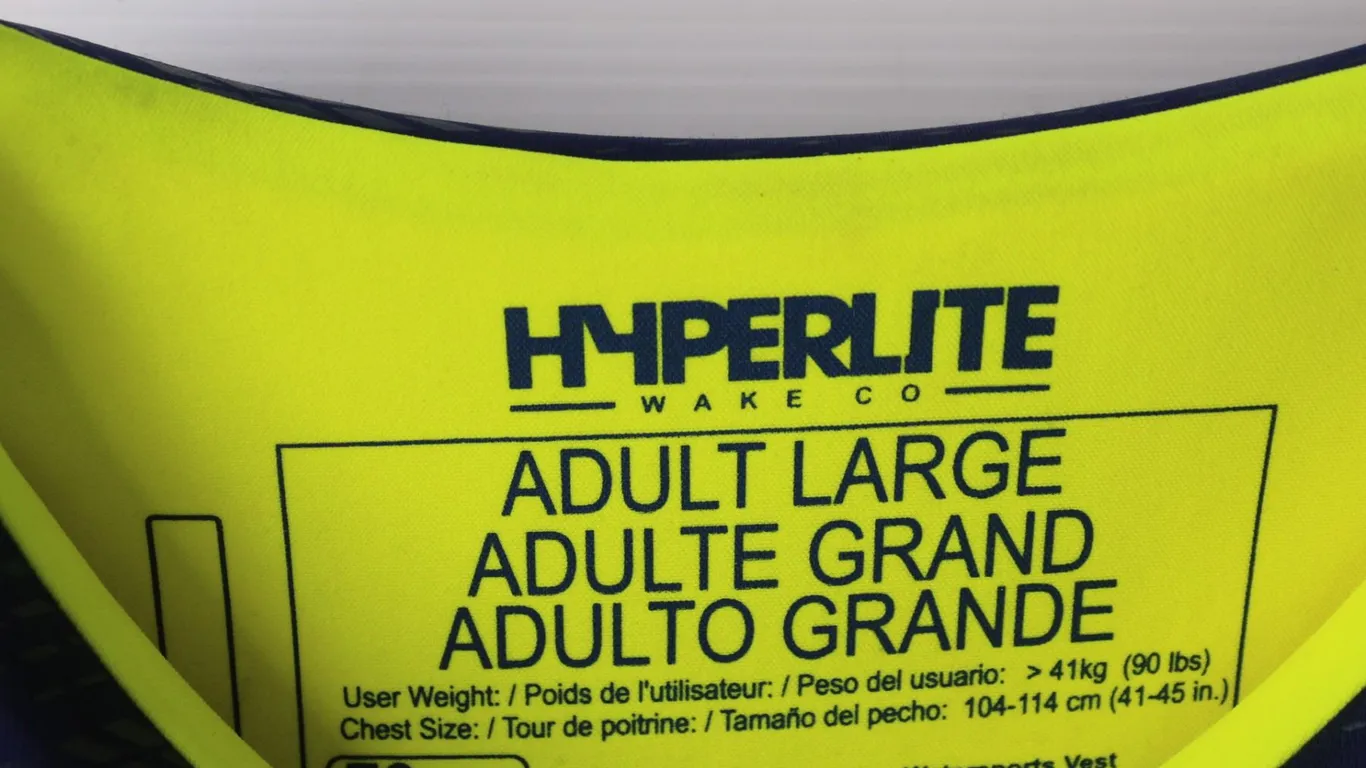 HYPERLITE
WAKE CO
ADULT LARGE
ADULTE GRAND
ADULTO GRANDE
User Weight: / Poids de l'utilisateur: / Peso del usuario: > 41kg (90 lbs)
Chest Size: / Tour de poitrine: / Tamaño del pecho: 104-114 cm (41-45 in.)
Vest